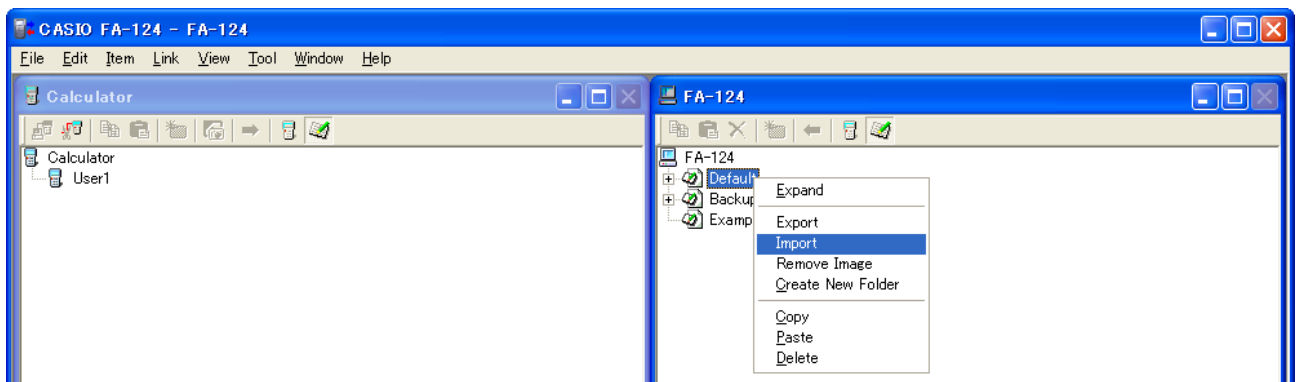 CASIO FA-124 - FA-124
File Edit Item Link View Tool Window Help
Calculator
Calculator
User1
FA-124
FA-124
Default
Backup
Examp
Expand
Export
Import
Remove Image
Create New Folder
Copy
Paste
Delete